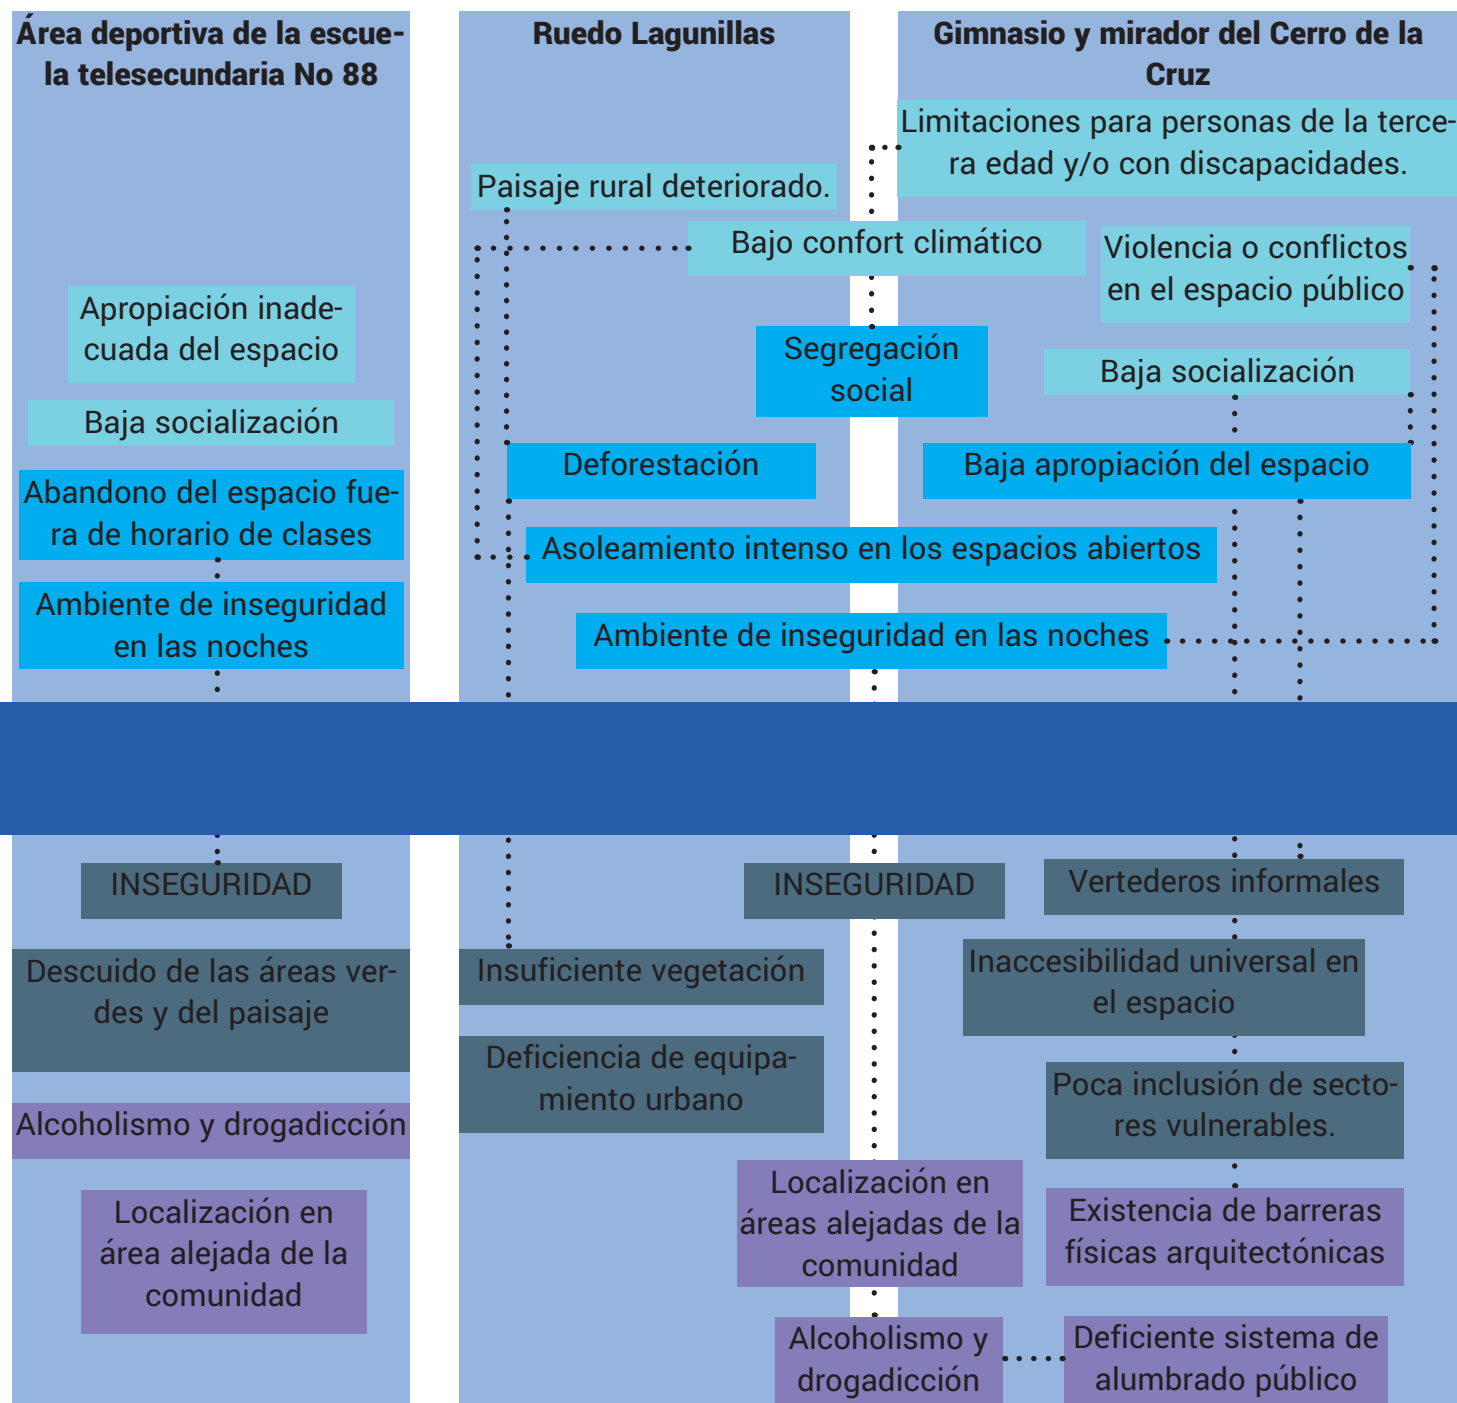 Área deportiva de la escue-
la telesecundaria No 88
Apropiación inade-
cuada del espacio
Baja socialización
Abandono del espacio fue-
ra de horario de clases
Ambiente de inseguridad
en las noches
INSEGURIDAD
Descuido de las áreas ver-
des y del paisaje
Alcoholismo y drogadicción
Localización en
área alejada de la
comunidad
Ruedo Lagunillas
Paisaje rural deteriorado.
Bajo confort climático
Segregación
social
Deforestación
Asoleamiento intenso en los espacios abiertos
Ambiente de inseguridad en las noches
INSEGURIDAD
Insuficiente vegetación
Deficiencia de equipa-
miento urbano
Localización en
áreas alejadas de la
comunidad
Alcoholismo y
drogadicción
Gimnasio y mirador del Cerro de la
Cruz
Limitaciones para personas de la terce-
ra edad y/o con discapacidades.
Violencia o conflictos
en el espacio público
Baja socialización
Baja apropiación del espacio
Vertederos informales
Inaccesibilidad universal en
el espacio
Poca inclusión de secto-
res vulnerables.
Existencia de barreras
físicas arquitectónicas
Deficiente sistema de
alumbrado público